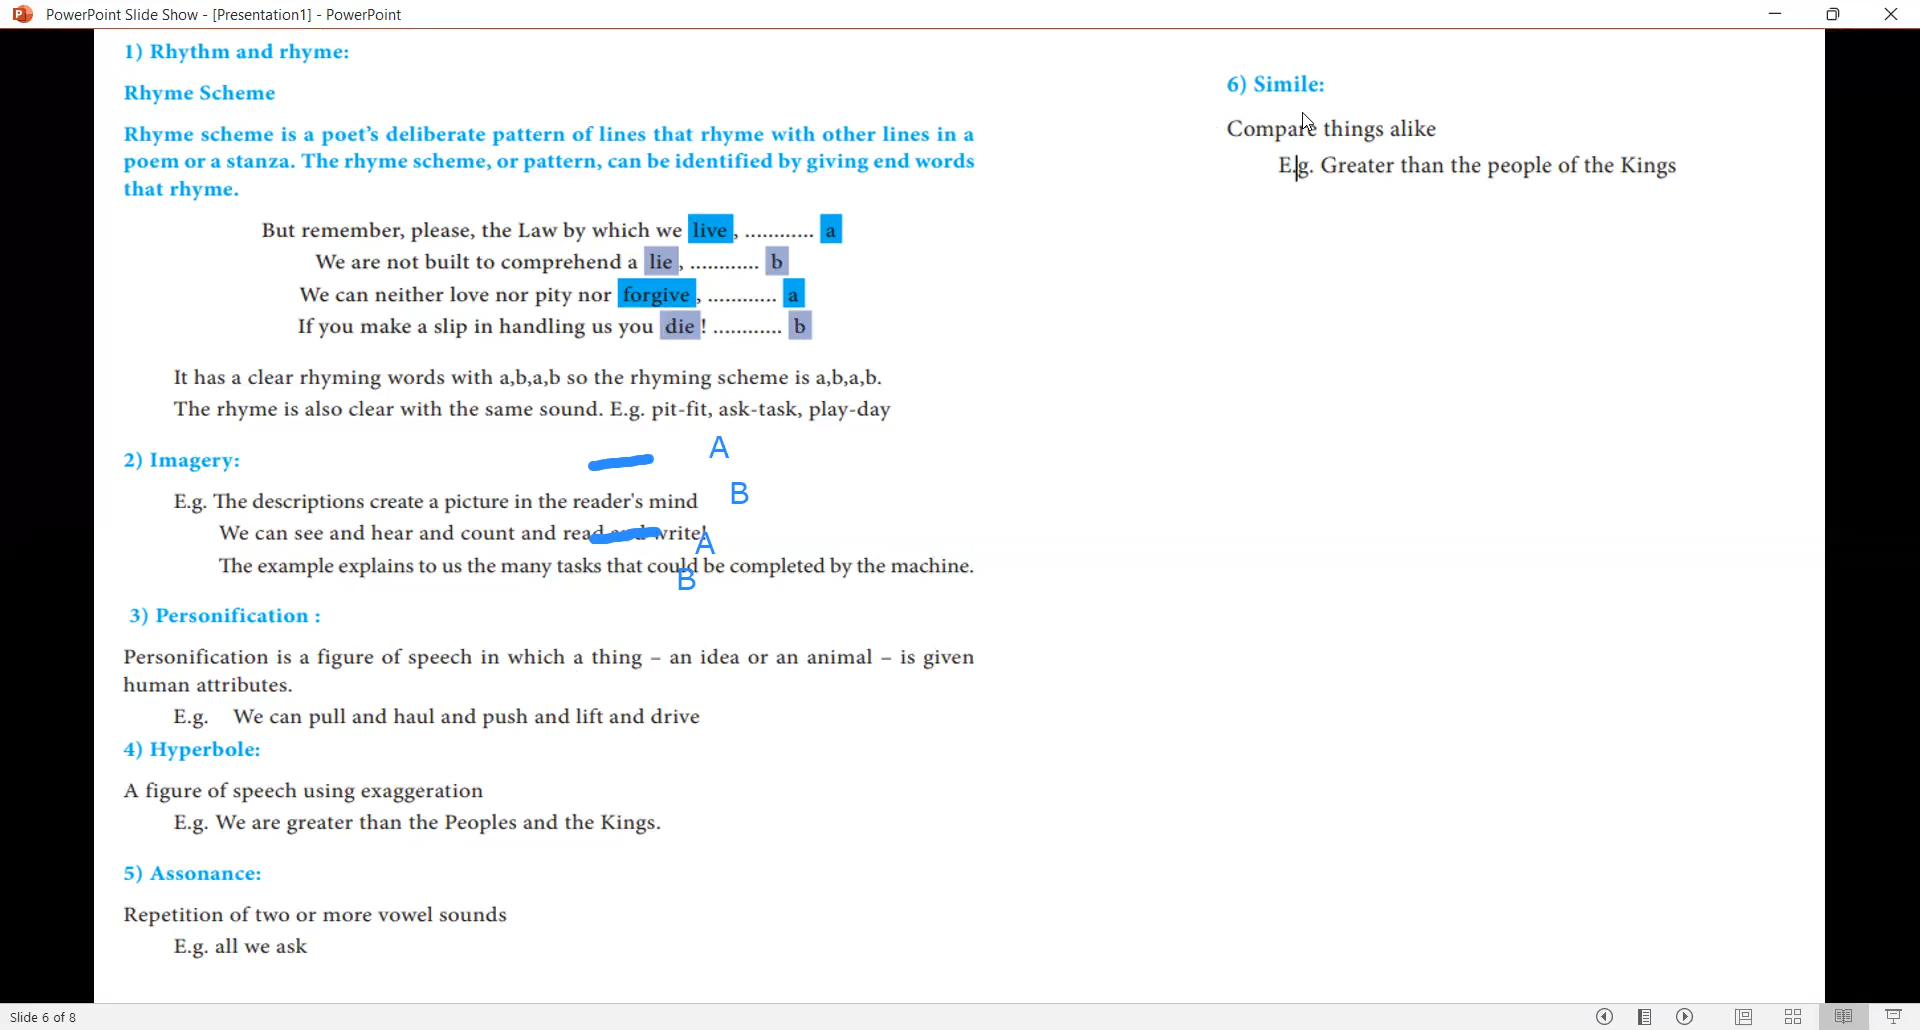 PowerPoint Slide Show - [Presentation1] - PowerPoint
1) Rhythm and rhyme:
Rhyme Scheme
Rhyme scheme is a poet's deliberate pattern of lines that rhyme with other lines in a
poem or a stanza. The rhyme scheme, or pattern, can be identified by giving end words
that rhyme.
But remember, please, the Law by which we live, ............ a
We are not built to comprehend a lie, ............ b
We can neither love nor pity nor forgive, ............ a
If you make a slip in handling us you die! ............ b
It has a clear rhyming words with a,b,a,b so the rhyming scheme is a,b,a,b.
The rhyme is also clear with the same sound. E.g. pit-fit, ask-task, play-day
A
2) Imagery:
B
E.g. The descriptions create a picture in the reader's mind
We can see and hear and count and read and write!
A
The example explains to us the many tasks that could be completed by the machine.
B
3) Personification :
Personification is a figure of speech in which a thing – an idea or an animal – is given
human attributes.
E.g. We can pull and haul and push and lift and drive
4) Hyperbole:
A figure of speech using exaggeration
E.g. We are greater than the Peoples and the Kings.
5) Assonance:
Repetition of two or more vowel sounds
E.g. all we ask
6) Simile:
Compare things alike
E.g. Greater than the people of the Kings
Slide 6 of 8